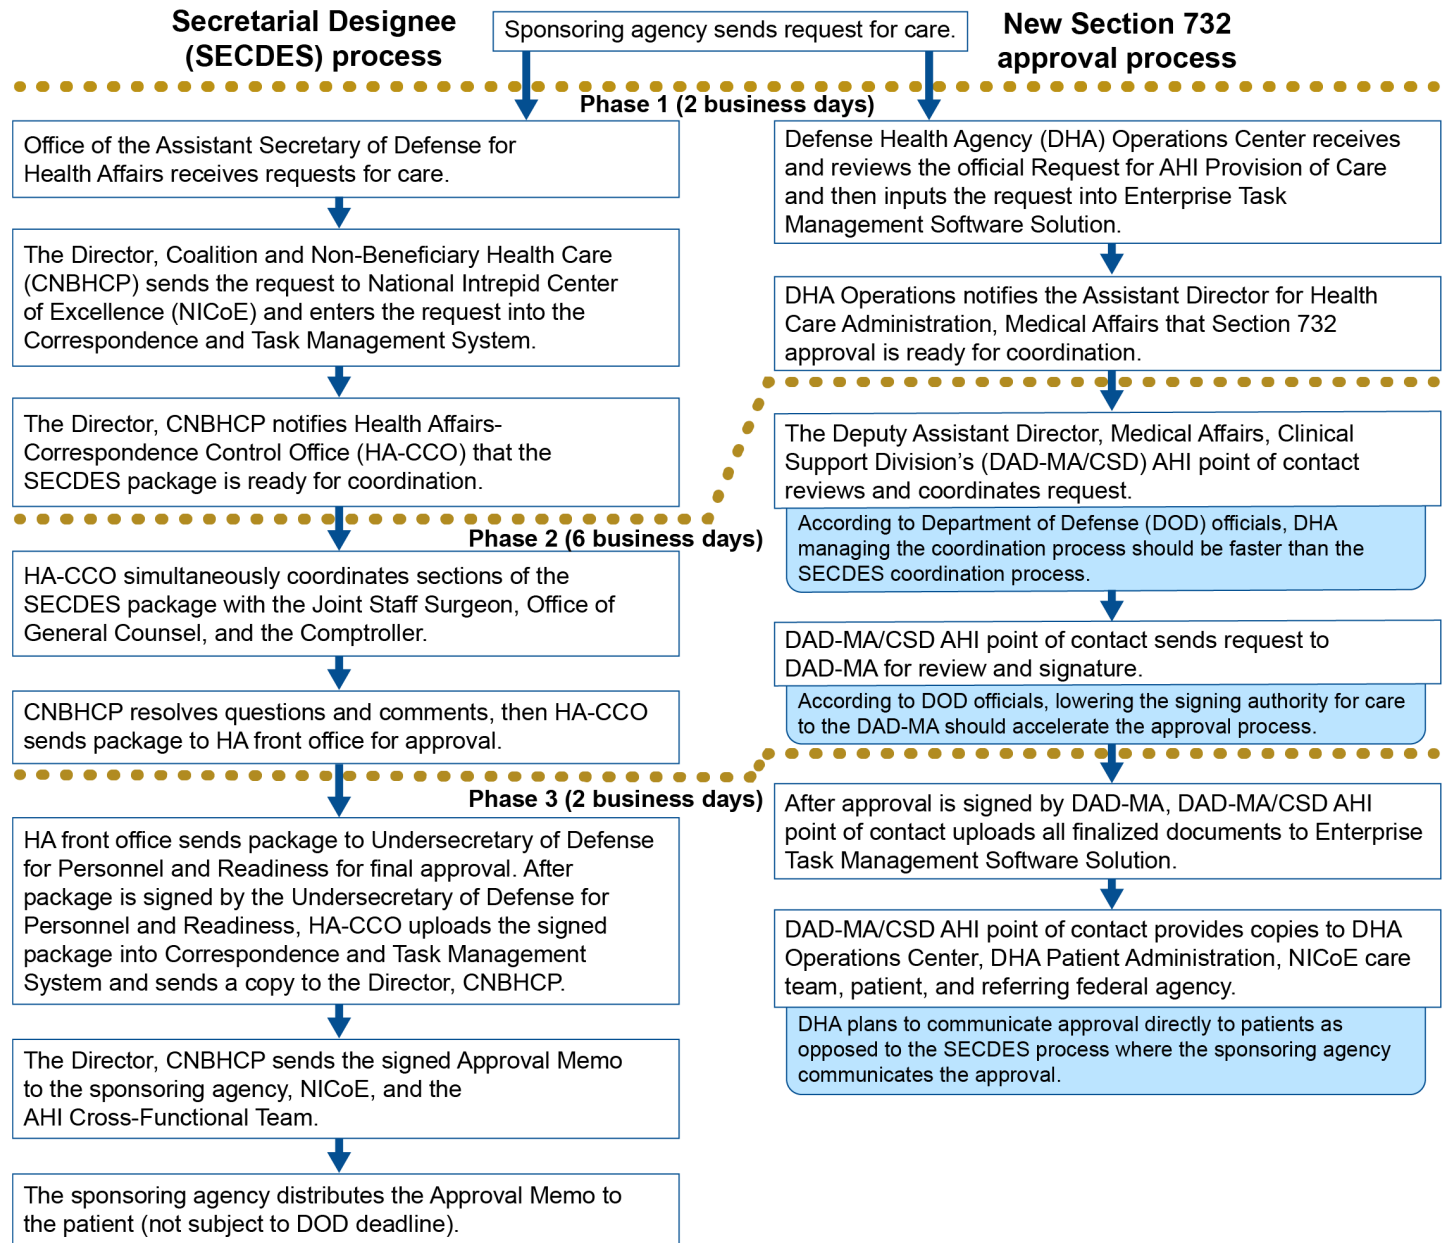 Secretarial Designee
(SECDES) process
Sponsoring agency sends request for care.
New Section 732
approval process
Phase 1 (2 business days)
Office of the Assistant Secretary of Defense for
Health Affairs receives requests for care.
The Director, Coalition and Non-Beneficiary Health Care
(CNBHCP) sends the request to National Intrepid Center
of Excellence (NICoE) and enters the request into the
Correspondence and Task Management System.
The Director, CNBHCP notifies Health Affairs-
Correspondence Control Office (HA-CCO) that the
SECDES package is ready for coordination.
Defense Health Agency (DHA) Operations Center receives
and reviews the official Request for AHI Provision of Care
and then inputs the request into Enterprise Task
Management Software Solution.
DHA Operations notifies the Assistant Director for Health
Care Administration, Medical Affairs that Section 732
approval is ready for coordination.
Phase 2 (6 business days)
HA-CCO simultaneously coordinates sections of the
SECDES package with the Joint Staff Surgeon, Office of
General Counsel, and the Comptroller.
CNBHCP resolves questions and comments, then HA-CCO
sends package to HA front office for approval.
The Deputy Assistant Director, Medical Affairs, Clinical
Support Division's (DAD-MA/CSD) AHI point of contact
reviews and coordinates request.
According to Department of Defense (DOD) officials, DHA
managing the coordination process should be faster than the
SECDES coordination process.
DAD-MA/CSD AHI point of contact sends request to
DAD-MA for review and signature.
According to DOD officials, lowering the signing authority for care
to the DAD-MA should accelerate the approval process.
Phase 3 (2 business days)
HA front office sends package to Undersecretary of Defense
for Personnel and Readiness for final approval. After
package is signed by the Undersecretary of Defense for
Personnel and Readiness, HA-CCO uploads the signed
package into Correspondence and Task Management
System and sends a copy to the Director, CNBHCP.
The Director, CNBHCP sends the signed Approval Memo
to the sponsoring agency, NICoE, and the
AHI Cross-Functional Team.
The sponsoring agency distributes the Approval Memo to
the patient (not subject to DOD deadline).
After approval is signed by DAD-MA, DAD-MA/CSD AHI
point of contact uploads all finalized documents to Enterprise
Task Management Software Solution.
DAD-MA/CSD AHI point of contact provides copies to DHA
Operations Center, DHA Patient Administration, NICoE care
team, patient, and referring federal agency.
DHA plans to communicate approval directly to patients as
opposed to the SECDES process where the sponsoring agency
communicates the approval.